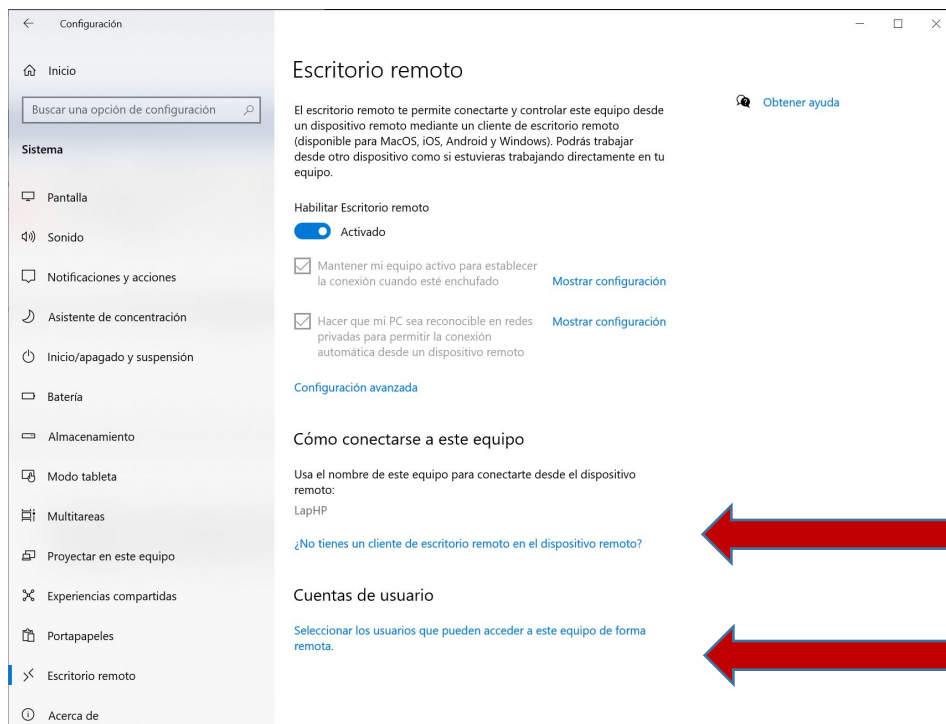 Configuración
Inicio
Buscar una opción de configuración
Sistema
Pantalla
Sonido
Notificaciones y acciones
Asistente de concentración
Inicio/apagado y suspensión
Batería
Almacenamiento
Modo tableta
Multitareas
Proyectar en este equipo
Experiencias compartidas
Portapapeles
Escritorio remoto
Acerca de
Escritorio remoto
El escritorio remoto te permite conectarte y controlar este equipo desde
un dispositivo remoto mediante un cliente de escritorio remoto
(disponible para MacOS, iOS, Android y Windows). Podrás trabajar
desde otro dispositivo como si estuvieras trabajando directamente en tu
equipo.
Habilitar Escritorio remoto
Activado
Mantener mi equipo activo para establecer
la conexión cuando esté enchufado
Mostrar configuración
Hacer que mi PC sea reconocible en redes
privadas para permitir la conexión
automática desde un dispositivo remoto
Mostrar configuración
Configuración avanzada
Cómo conectarse a este equipo
Usa el nombre de este equipo para conectarte desde el dispositivo
remoto:
LapHP
¿No tienes un cliente de escritorio remoto en el dispositivo remoto?
Cuentas de usuario
Seleccionar los usuarios que pueden acceder a este equipo de forma
remota.
Obtener ayuda